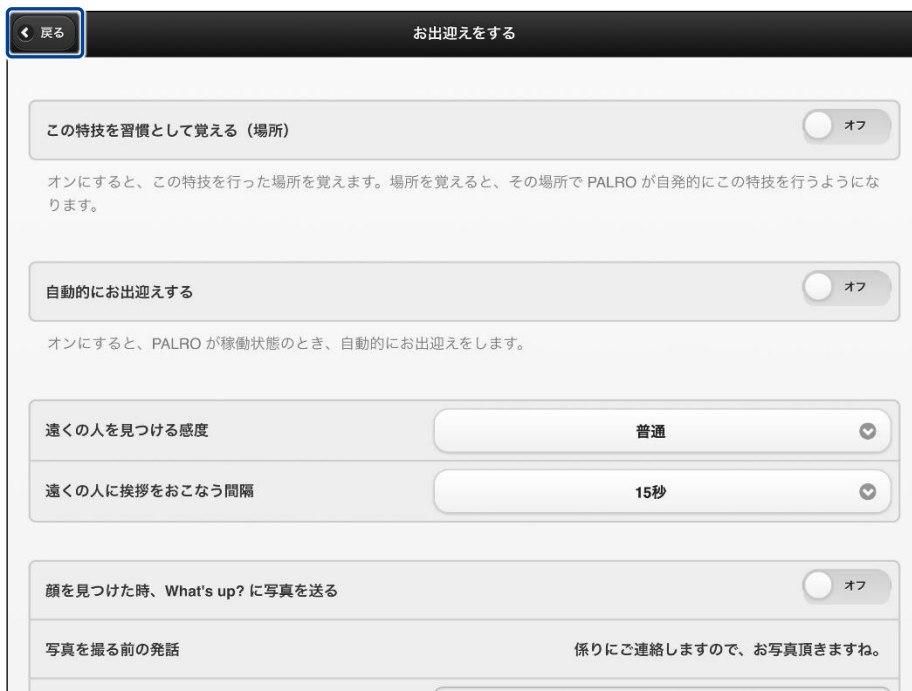 戻る
お出迎えをする
この特技を習慣として覚える（場所）
オフ
オンにすると、この特技を行った場所を覚えます。場所を覚えると、その場所で PALRO が自発的にこの特技を行うようにな
ります。
自動的にお出迎えする
オフ
オンにすると、PALRO が稼働状態のとき、自動的にお出迎えをします。
遠くの人を見つける感度
普通
遠くの人に挨拶をおこなう間隔
15秒
顔を見つけた時、What's up? に写真を送る
オフ
写真を撮る前の発話
係りにご連絡しますので、お写真頂きますね。